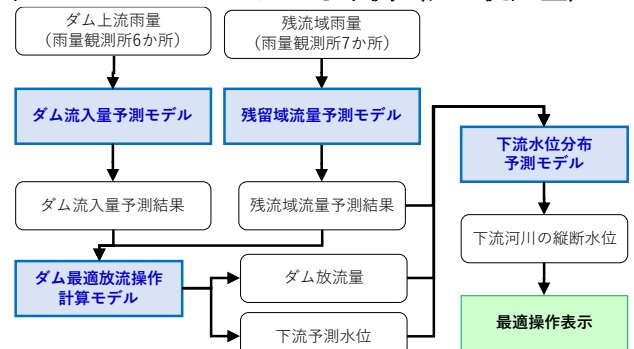 ダム上流雨量
(雨量観測所6か所)
残流域雨量
(雨量観測所7か所)
ダム流入量予測モデル
残留域流量予測モデル
下流水位分布
予測モデル
ダム流入量予測結果
残流域流量予測結果
下流河川の縦断水位
ダム最適放流操作
計算モデル
ダム放流量
下流予測水位
最適操作表示